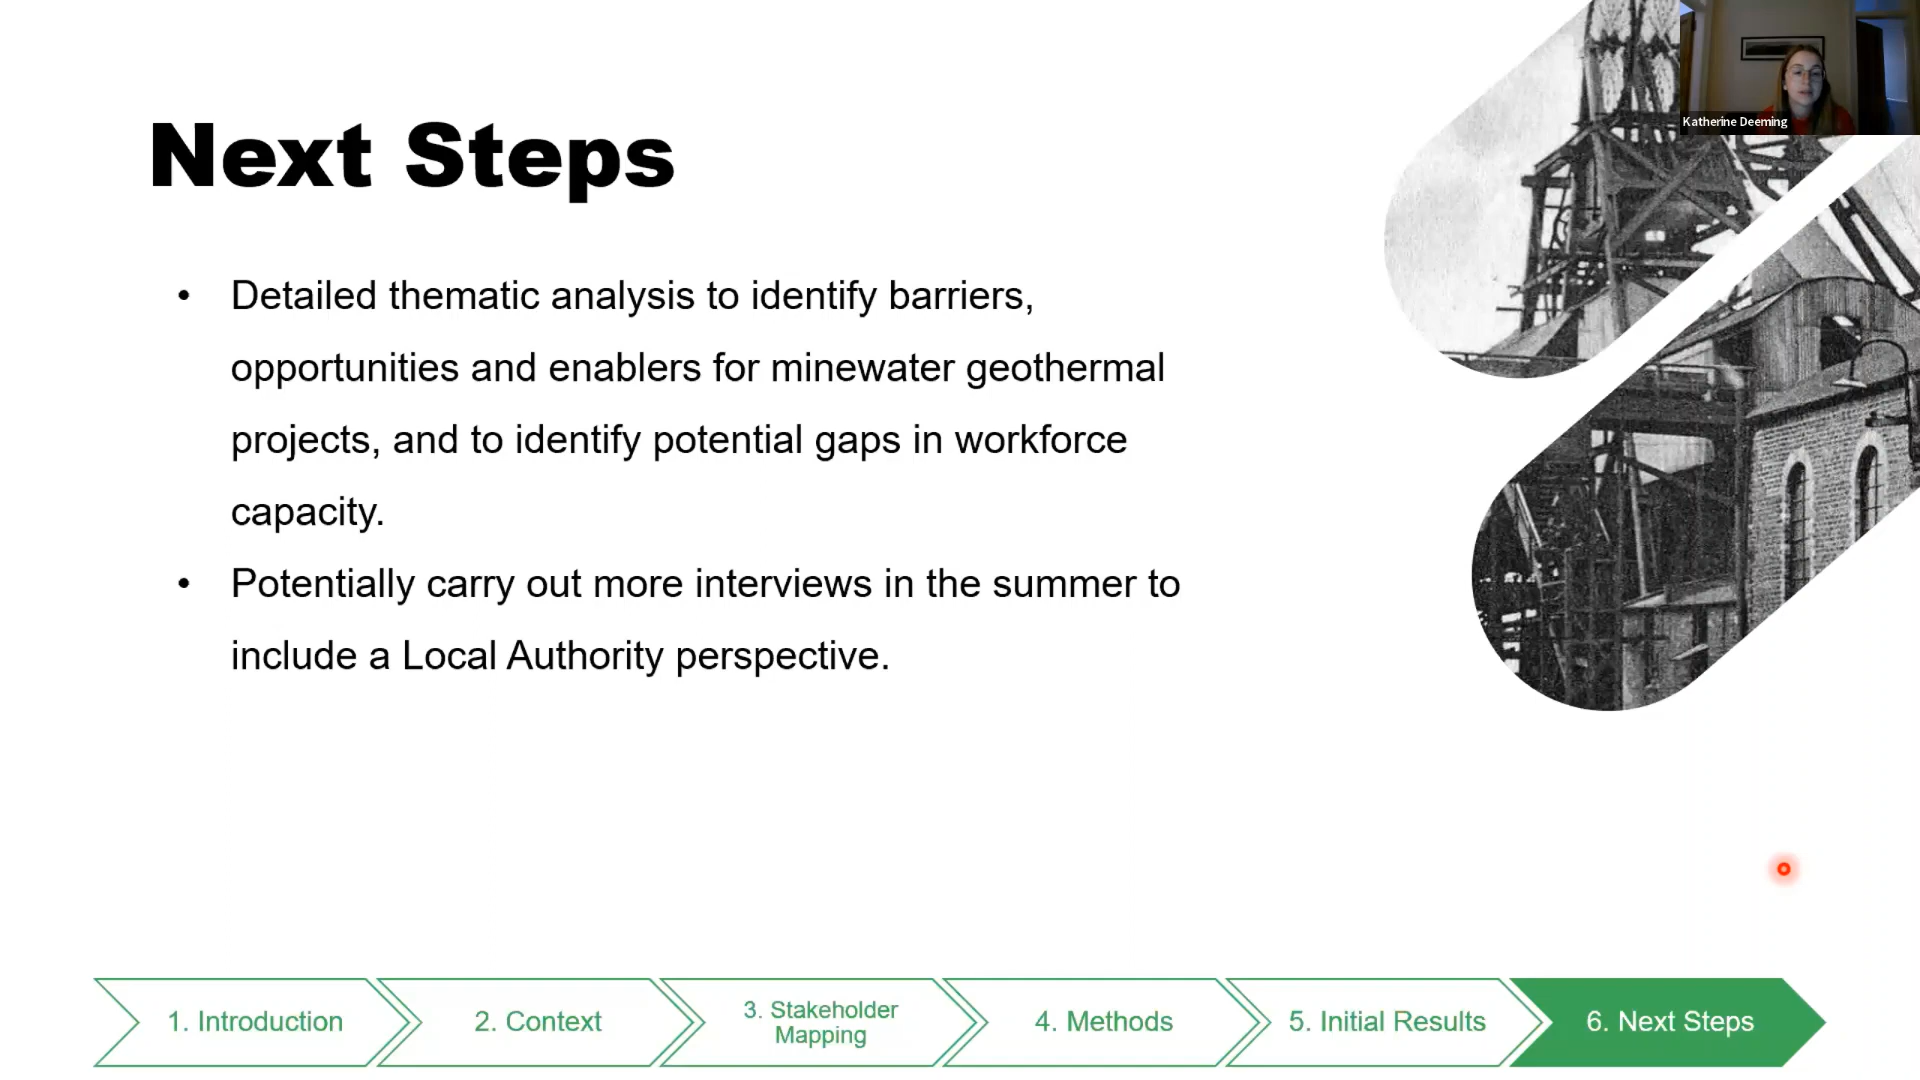 Katherine Deeming
Next Steps
• Detailed thematic analysis to identify barriers,
opportunities and enablers for minewater geothermal
projects, and to identify potential gaps in workforce
capacity.
• Potentially carry out more interviews in the summer to
include a Local Authority perspective.
1. Introduction
2. Context
3. Stakeholder
Mapping
4. Methods
5. Initial Results
6. Next Steps